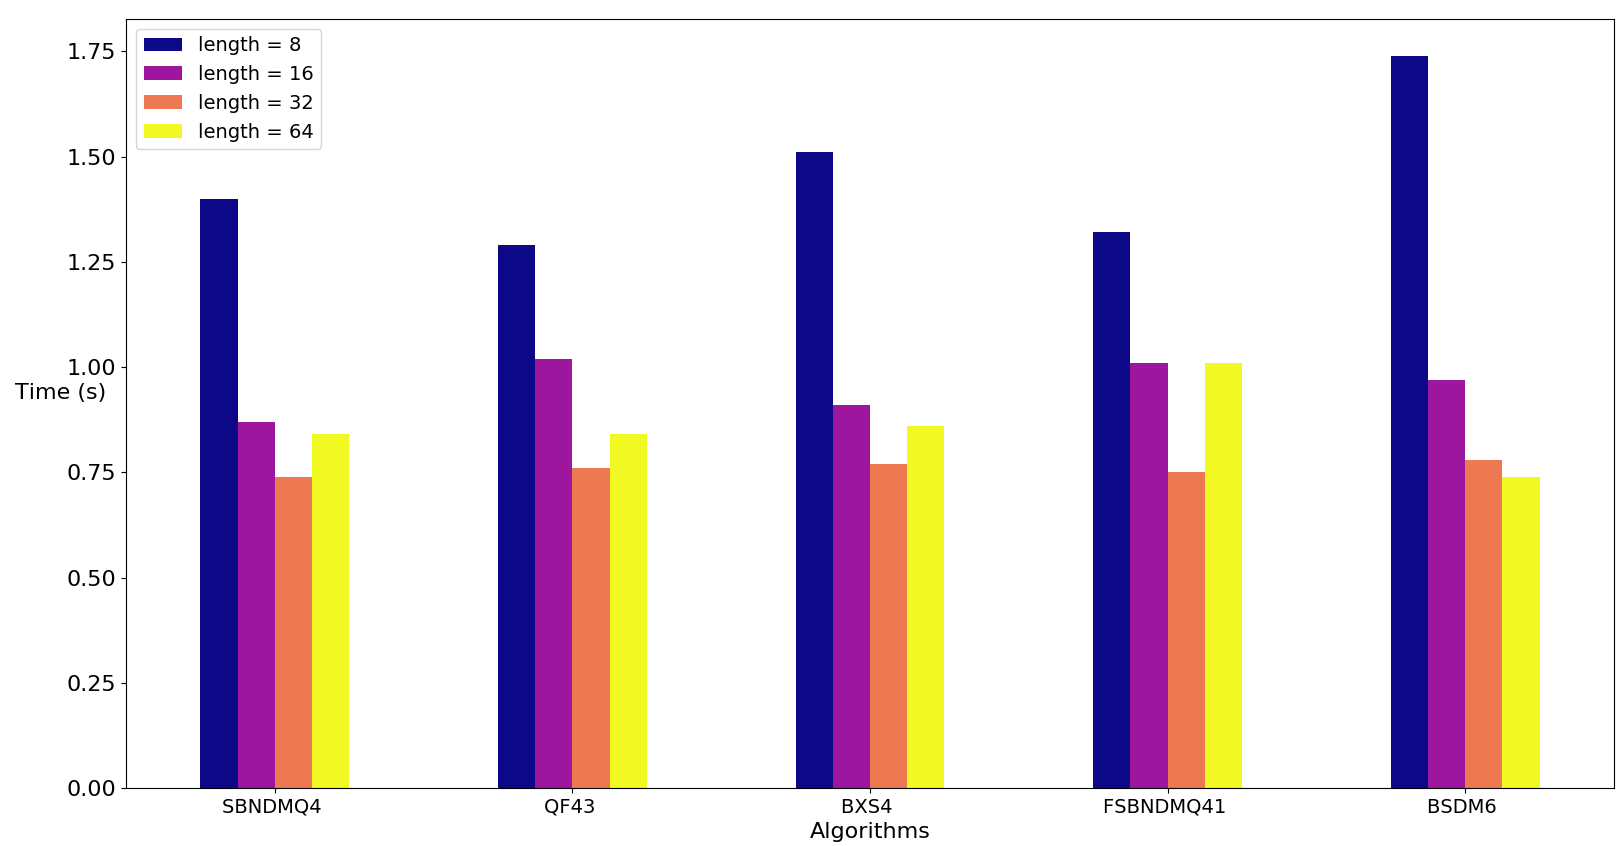 length = 8
length = 16
length = 32
length = 64
1.75
1.50
1.25
1.00
0.75
0.50
0.25
0.00
Time (s)
SBNDMQ4 QF43 BXS4 FSBNDMQ41 BSDM6
Algorithms